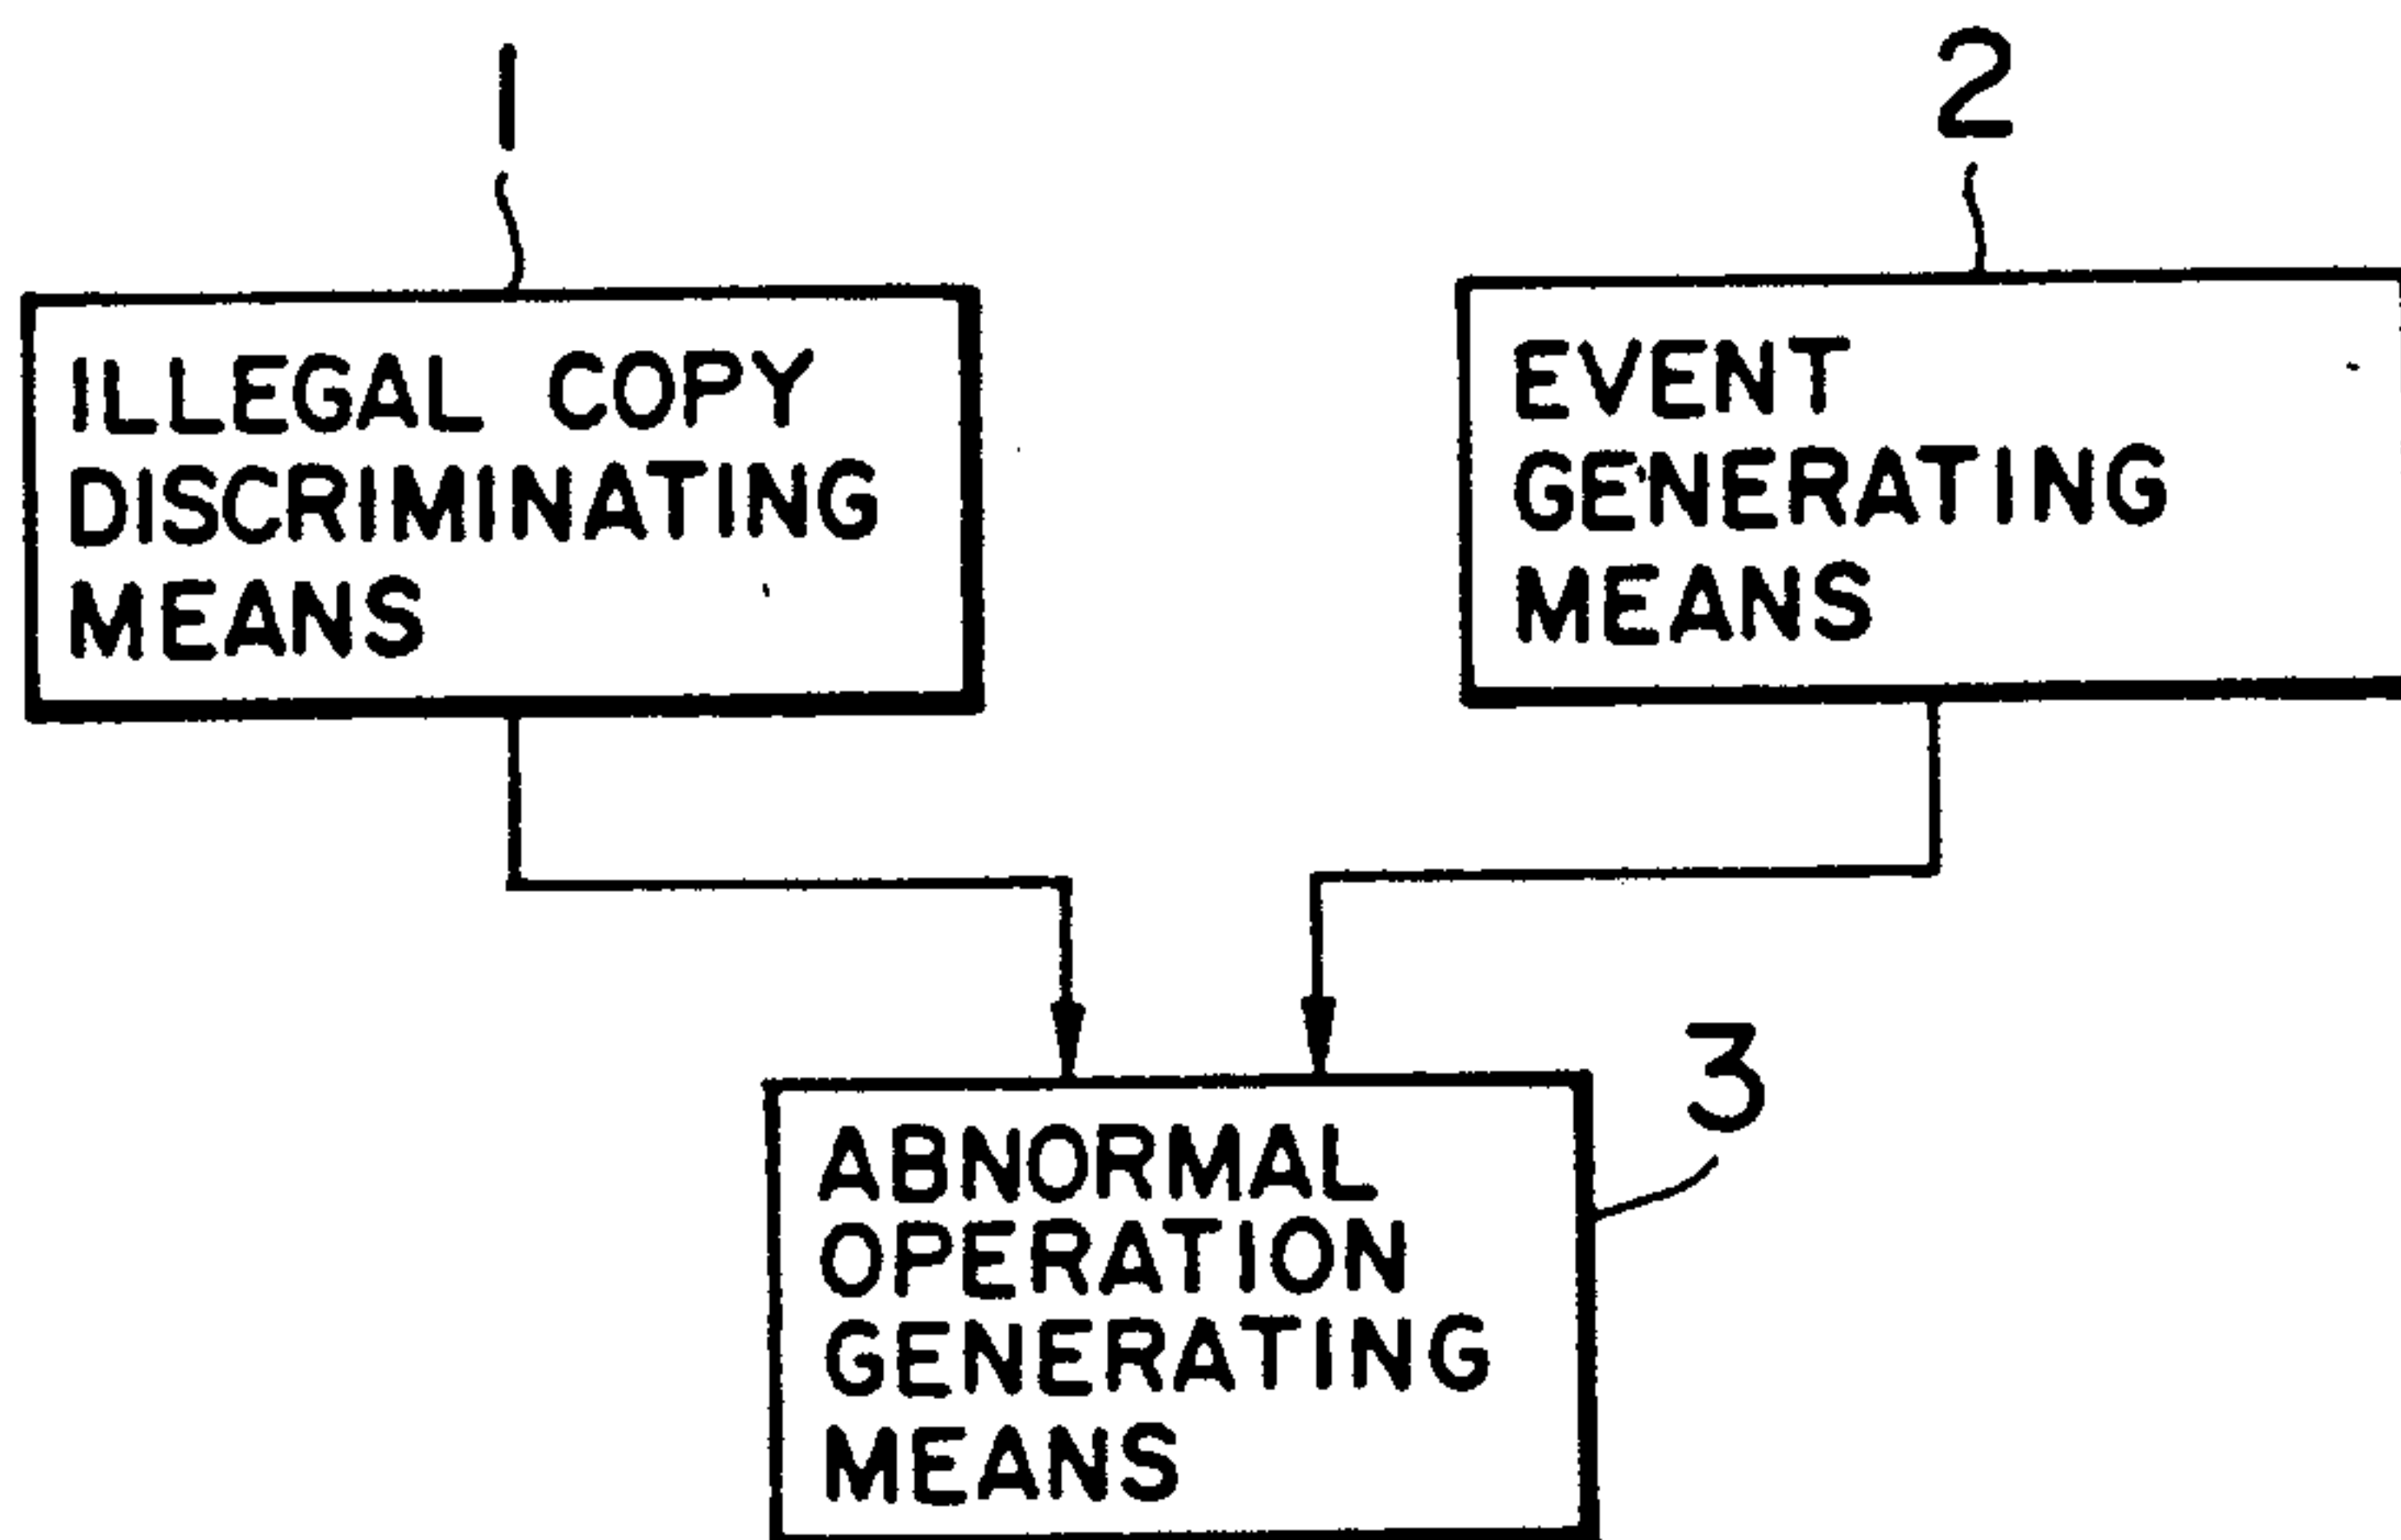 1
2
ILLEGAL COPY
DISCRIMINATING
MEANS
EVENT
GENERATING
MEANS
3
ABNORMAL
OPERATION
GENERATING
MEANS